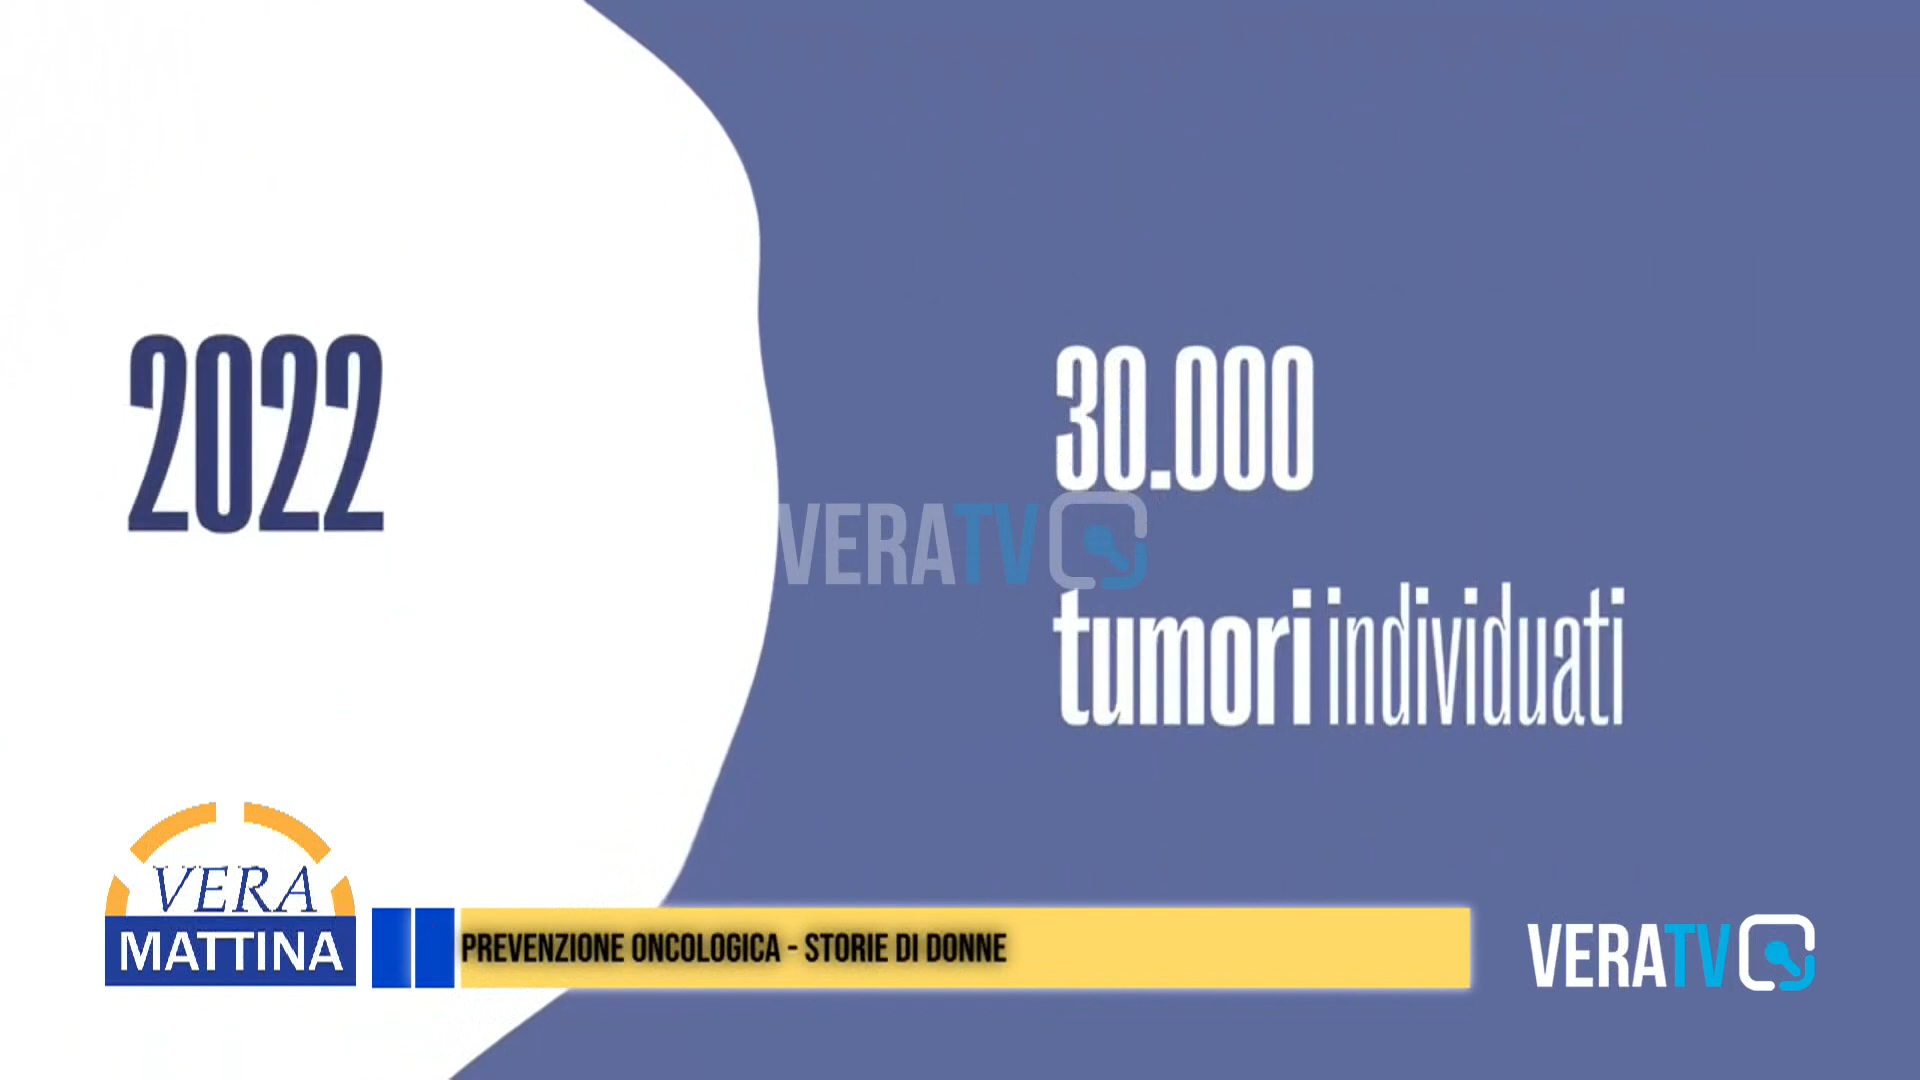 2022
30.000
VERATV
tumori individuati
VERA
MATTINA
PREVENZIONE ONCOLOGICA - STORIE DI DONNE
VERATV